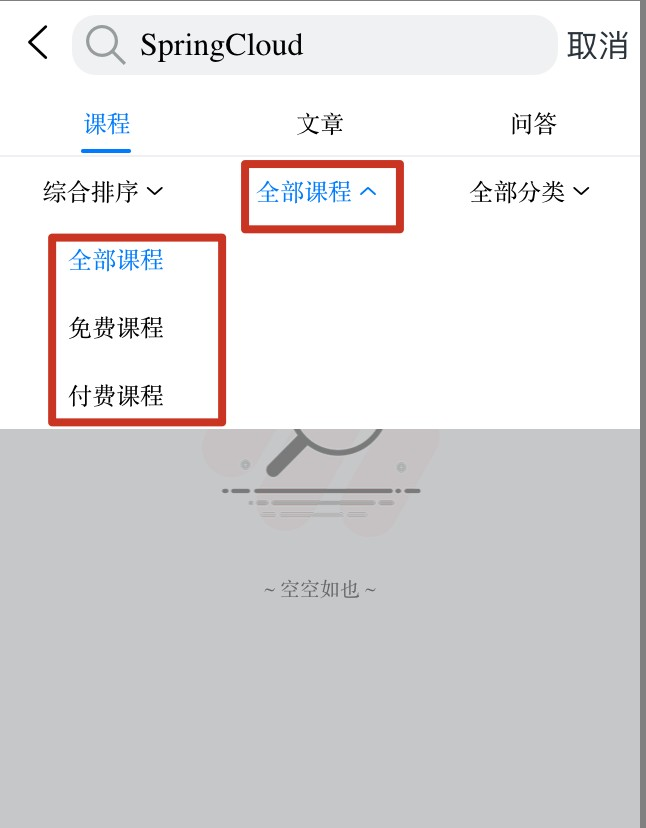 SpringCloud 取消
课程 文章 问答
综合排序 全部课程 全部分类
全部课程
免费课程
付费课程
~ 空空如也 ~